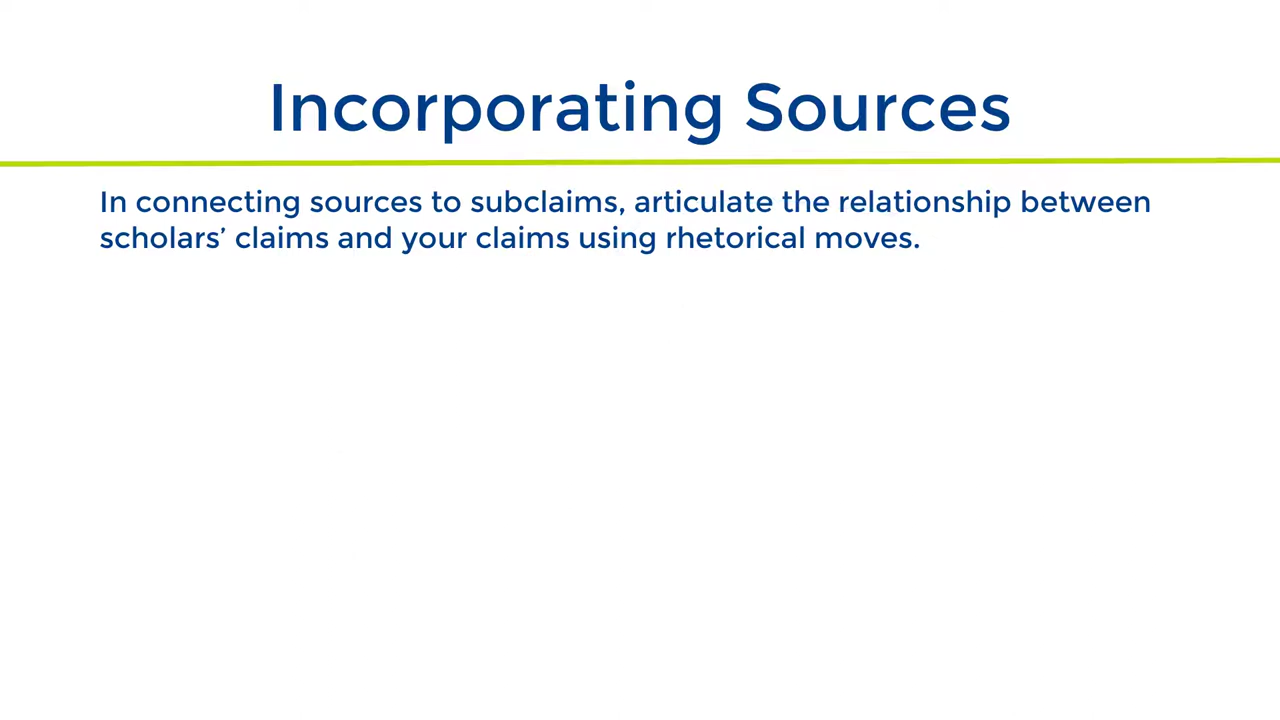 Incorporating Sources
In connecting sources to subclaims, articulate the relationship between
scholars’ claims and your claims using rhetorical moves.